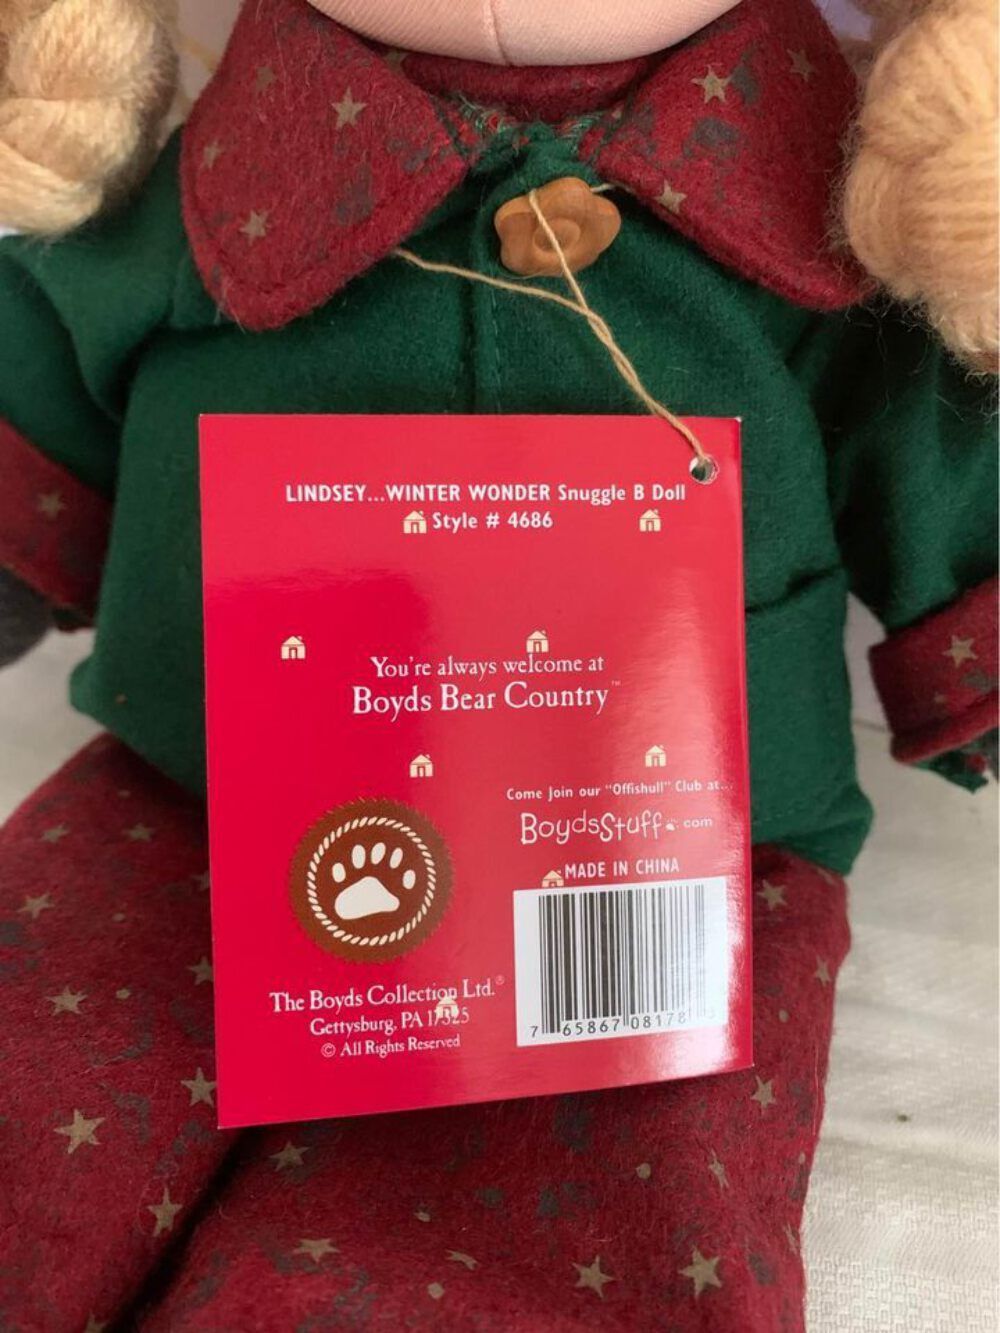 LINDSEY...WINTER WONDER Snuggle B Doll
Style # 4686
You're always welcome at
Boyds Bear Country™
Come Join our "Offishull" Club at...
BoydsStuff.com
MADE IN CHINA
The Boyds Collection Ltd.®
Gettysburg, PA 17325
© All Rights Reserved
7 65867 08178